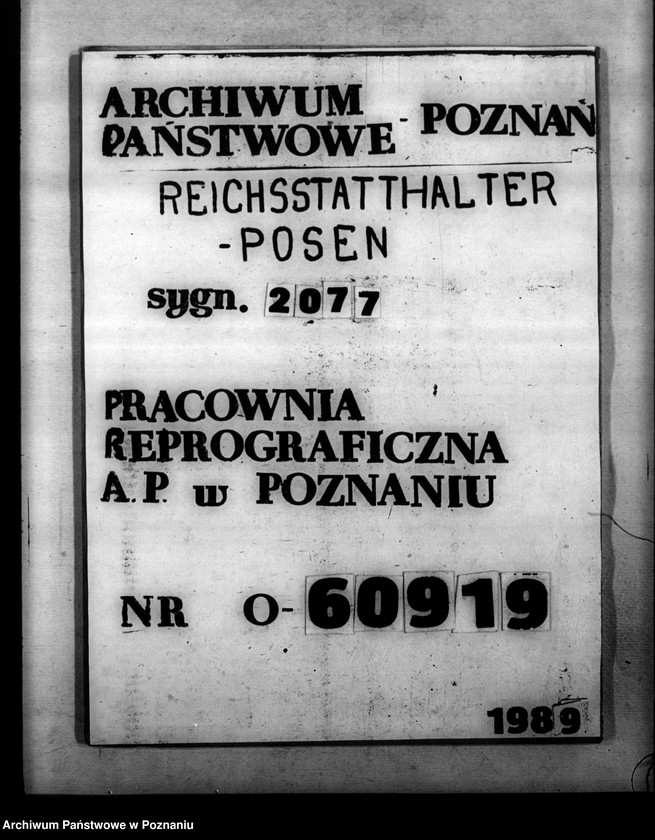 ARCHIWUM
PAŃSTWOWE - POZNAŃ
REICHSSTATTHALTER
-POSEN
sygn. 2077
PRACOWNIA
REPROGRAFICZNA
A.P. w POZNANIU
NR O-60919
1989
Archiwum Państwowe w Poznaniu